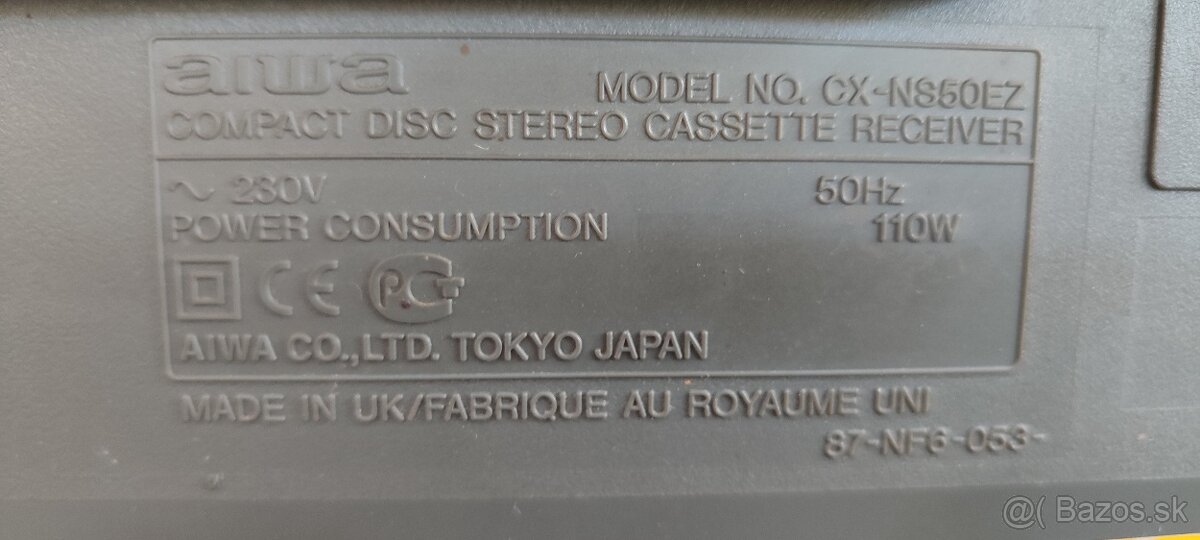 aiwa
MODEL NO. CX-NS50EZ
COMPACT DISC STEREO CASSETTE RECEIVER
~ 230V 50Hz
POWER CONSUMPTION 110W
CE PG
AIWA CO.,LTD. TOKYO JAPAN
MADE IN UK/FABRIQUE AU ROYAUME UNI
87-NF6-053-
@( Bazos.sk